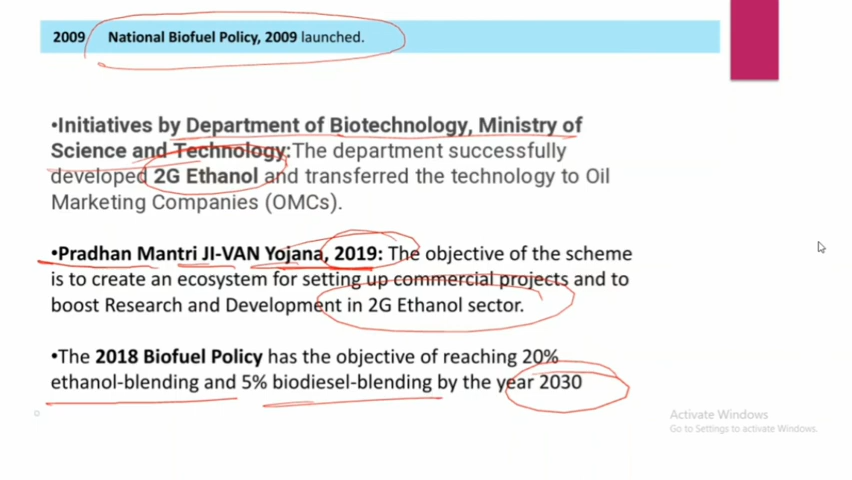 2009 National Biofuel Policy, 2009 launched.
•Initiatives by Department of Biotechnology, Ministry of
Science and Technology:The department successfully
developed 2G Ethanol and transferred the technology to Oil
Marketing Companies (OMCs).
•Pradhan Mantri JI-VAN Yojana, 2019: The objective of the scheme
is to create an ecosystem for setting up commercial projects and to
boost Research and Development in 2G Ethanol sector.
•The 2018 Biofuel Policy has the objective of reaching 20%
ethanol-blending and 5% biodiesel-blending by the year 2030
Activate Windows
Go to Settings to activate Windows.